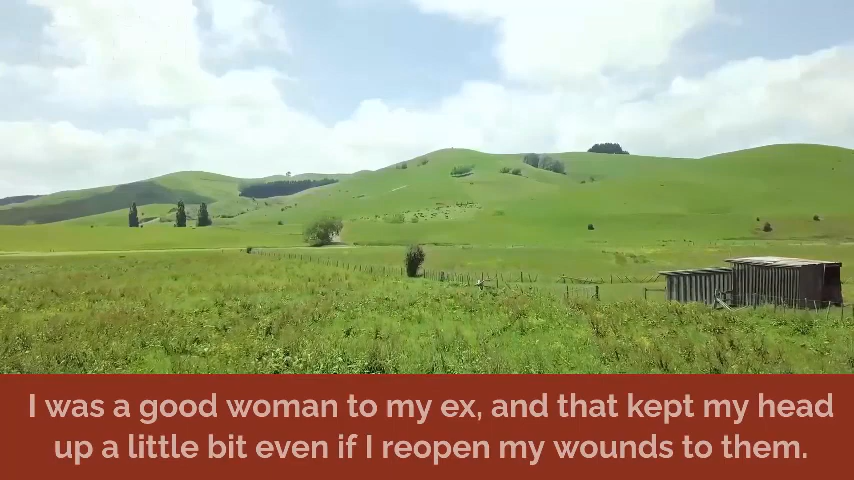 I was a good woman to my ex, and that kept my head
up a little bit even if I reopen my wounds to them.